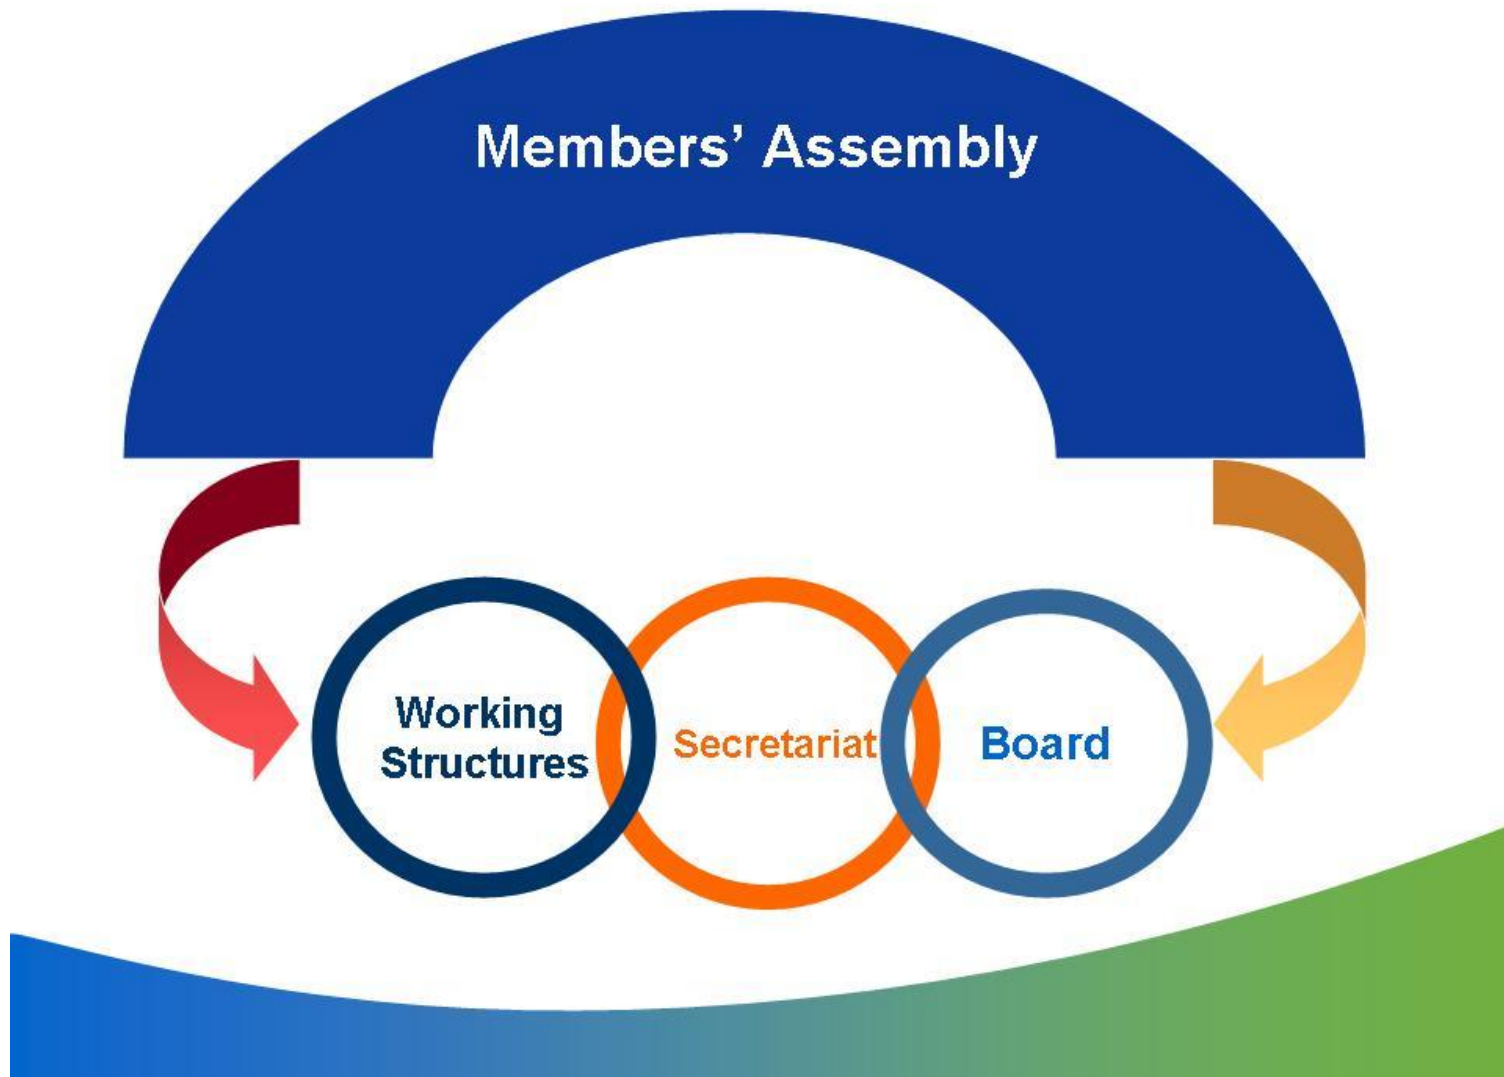 Members’ Assembly
Working
Structures
Secretariat
Board